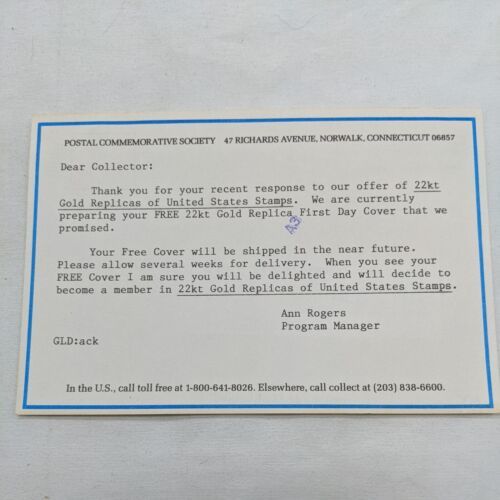 POSTAL COMMEMORATIVE SOCIETY 47 RICHARDS AVENUE, NORWALK, CONNECTICUT 06857
Dear Collector:
Thank you for your recent response to our offer of 22kt
Gold Replicas of United States Stamps. We are currently
preparing your FREE 22kt Gold Replica First Day Cover that we
promised.
A3
Your Free Cover will be shipped in the near future.
Please allow several weeks for delivery. When you see your
FREE Cover I am sure you will be delighted and will decide to
become a member in 22kt Gold Replicas of United States Stamps.
Ann Rogers
Program Manager
GLD:ack
In the U.S., call toll free at 1-800-641-8026. Elsewhere, call collect at (203) 838-6600.